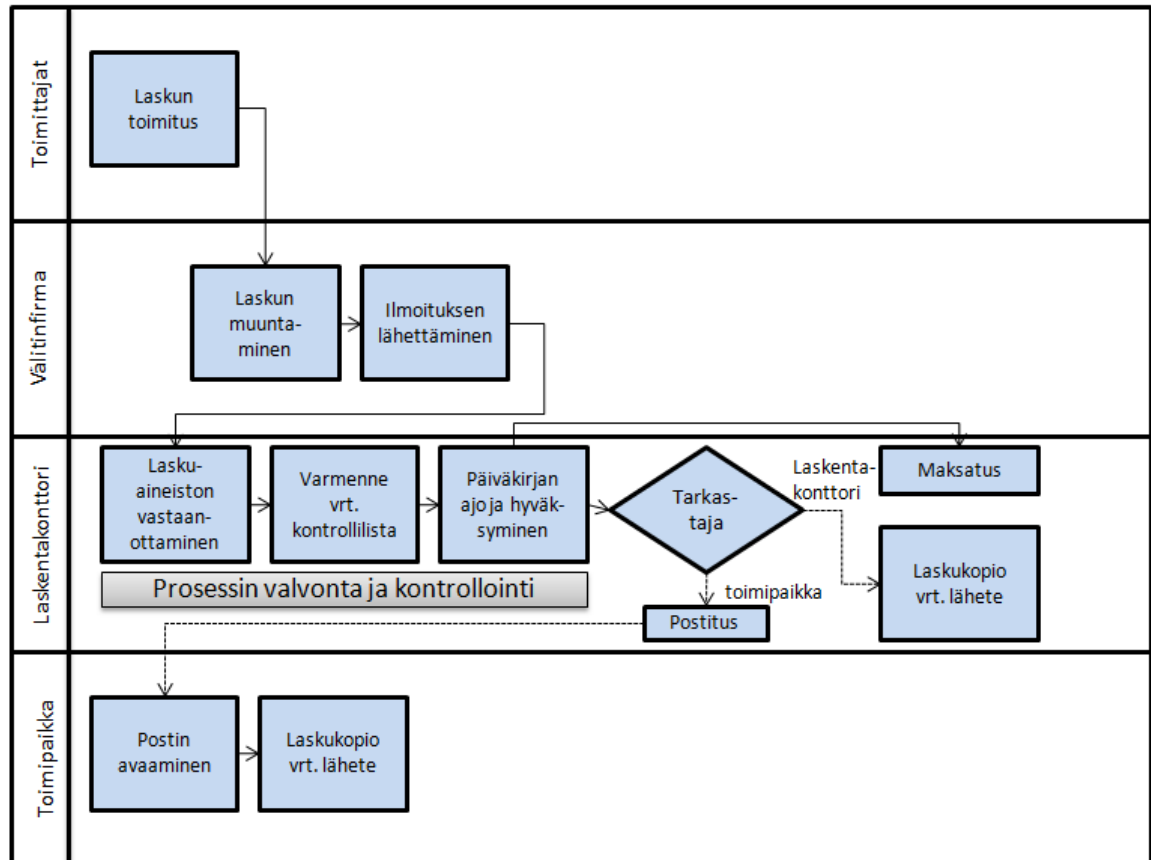 Toimittajat
Laskun
toimitus
Välitinfirma
Laskun
muunta-
minen
Ilmoituksen
lähettäminen
Laskentakonttori
Lasku-
aineiston
vastaan-
ottaminen
Varmenne
vrt.
kontrollilista
Päiväkirjan
ajo ja hyväk-
syminen
Tarkas-
taja
Laskenta-
konttori
Maksatus
Laskukopio
vrt. lähete
toimipaikka
Postitus
Prosessin valvonta ja kontrollointi
Toimipaikka
Postin
avaaminen
Laskukopio
vrt. lähete